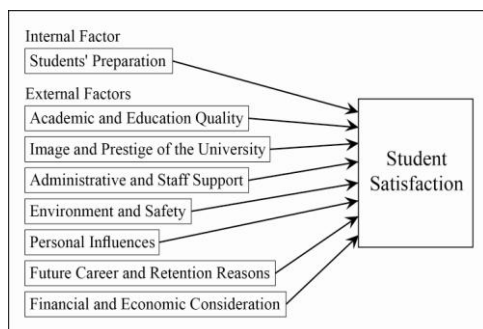 Internal Factor
Students' Preparation
External Factors
Academic and Education Quality
Image and Prestige of the University
Administrative and Staff Support
Environment and Safety
Personal Influences
Future Career and Retention Reasons
Financial and Economic Consideration
Student
Satisfaction